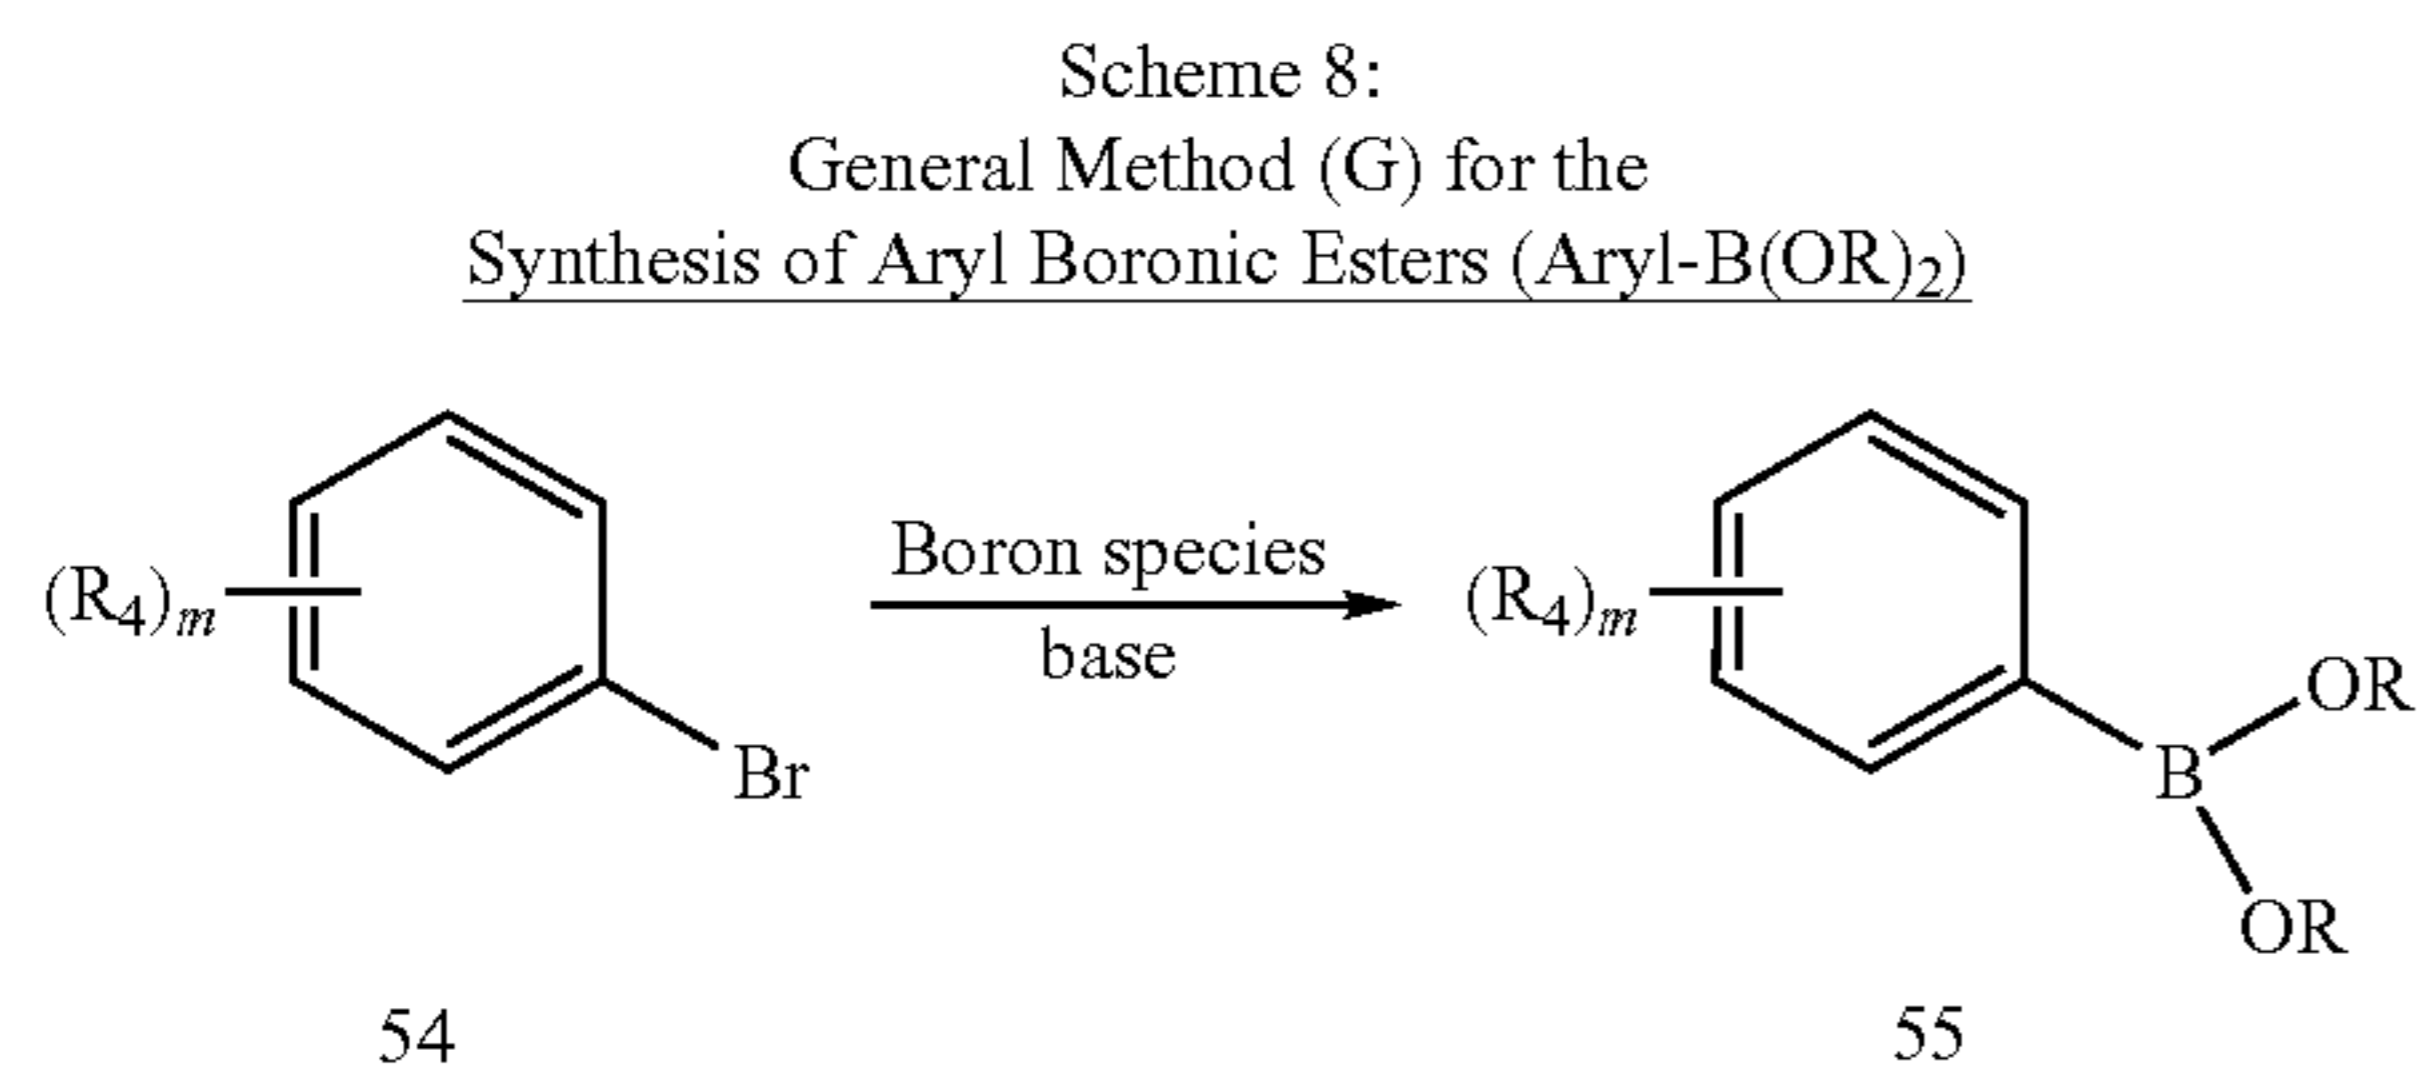 Scheme 8:
General Method (G) for the
Synthesis of Aryl Boronic Esters (Aryl-B(OR)₂)
(R₄)ₘ
Br
Boron species
base
(R₄)ₘ
OR
B
OR
54
55